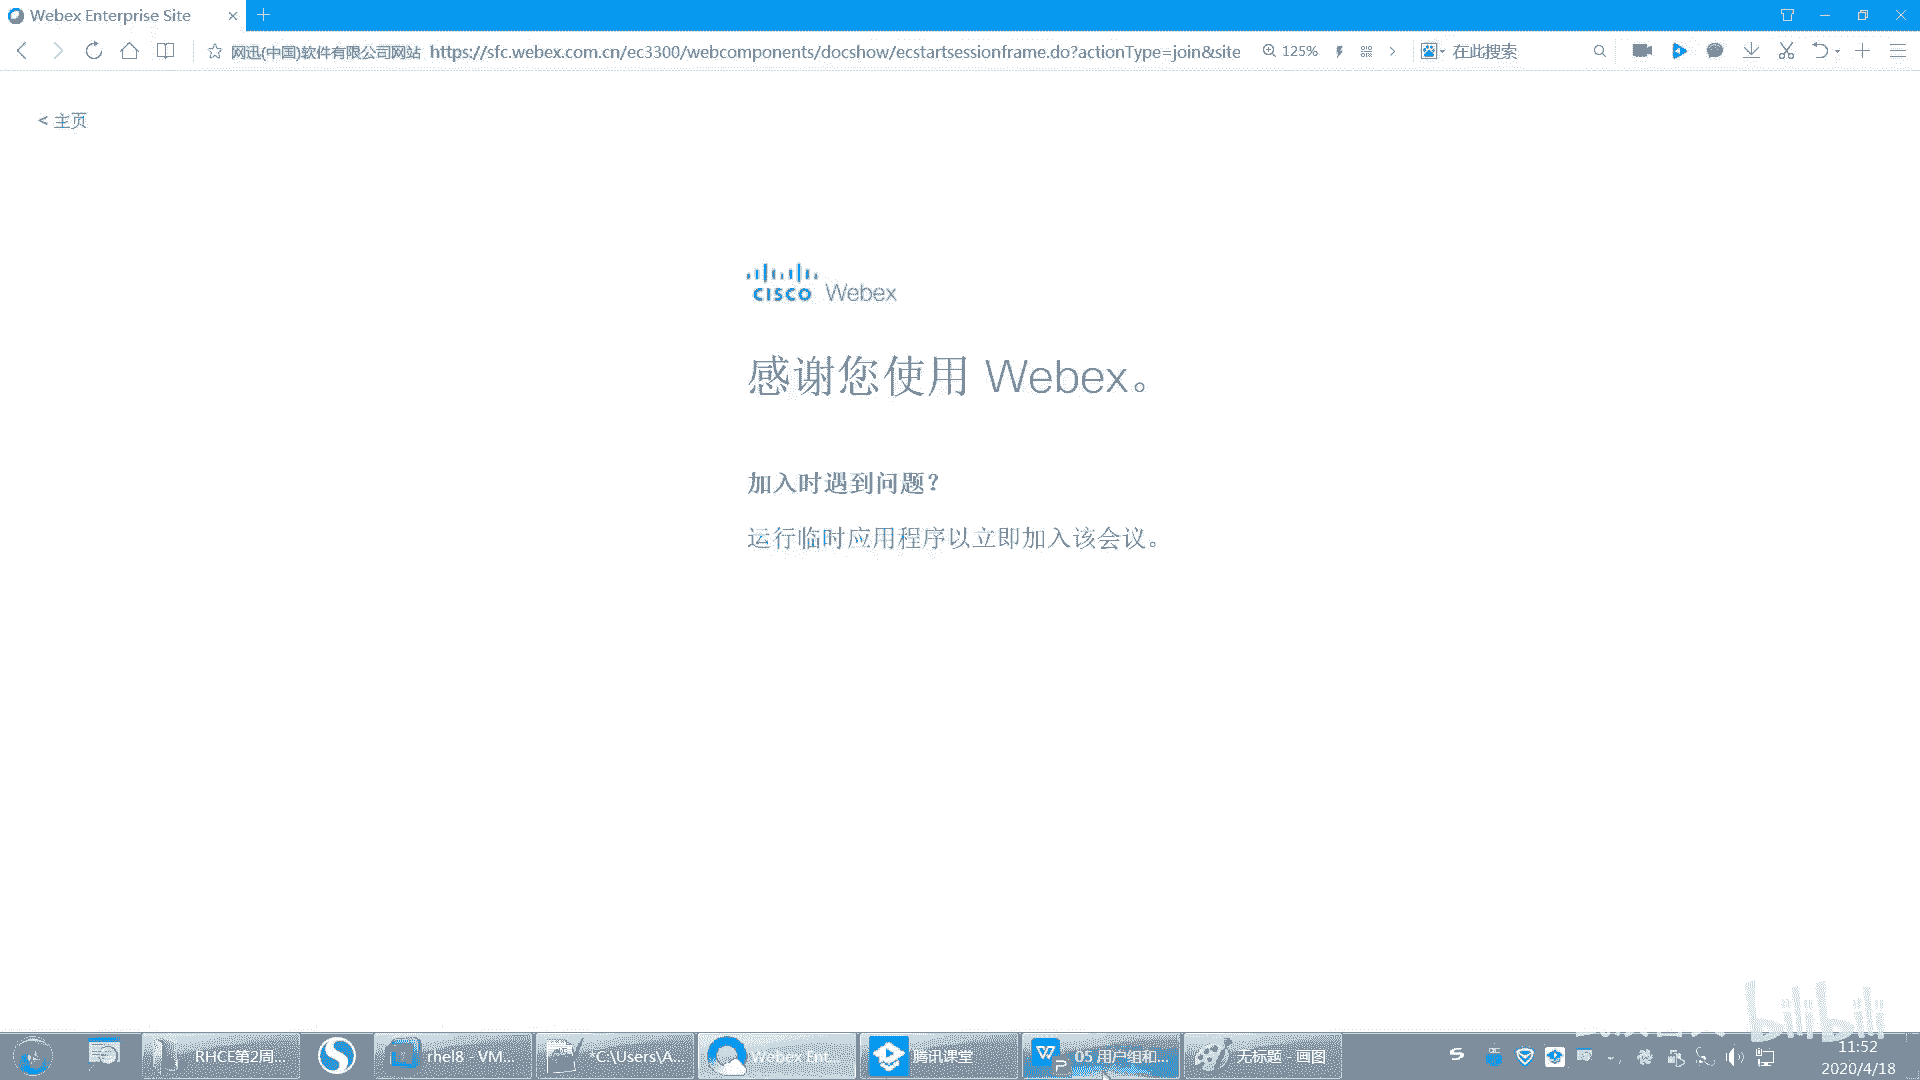 Webex Enterprise Site
网迅(中国)软件有限公司网站 https://sfc.webex.com.cn/ec3300/webcomponents/docshow/ecstartsessionframe.do?actionType=join&site 125% 在此搜索
< 主页
CISCO Webex
感谢您使用 Webex。
加入时遇到问题？
运行临时应用程序以立即加入该会议。
bilibili
RHCE第2周... rhel8 - VM... *C:\Users\A... Webex Ent... 腾讯课堂 05.用户组和... 无标题 - 画图 11:52
2020/4/18